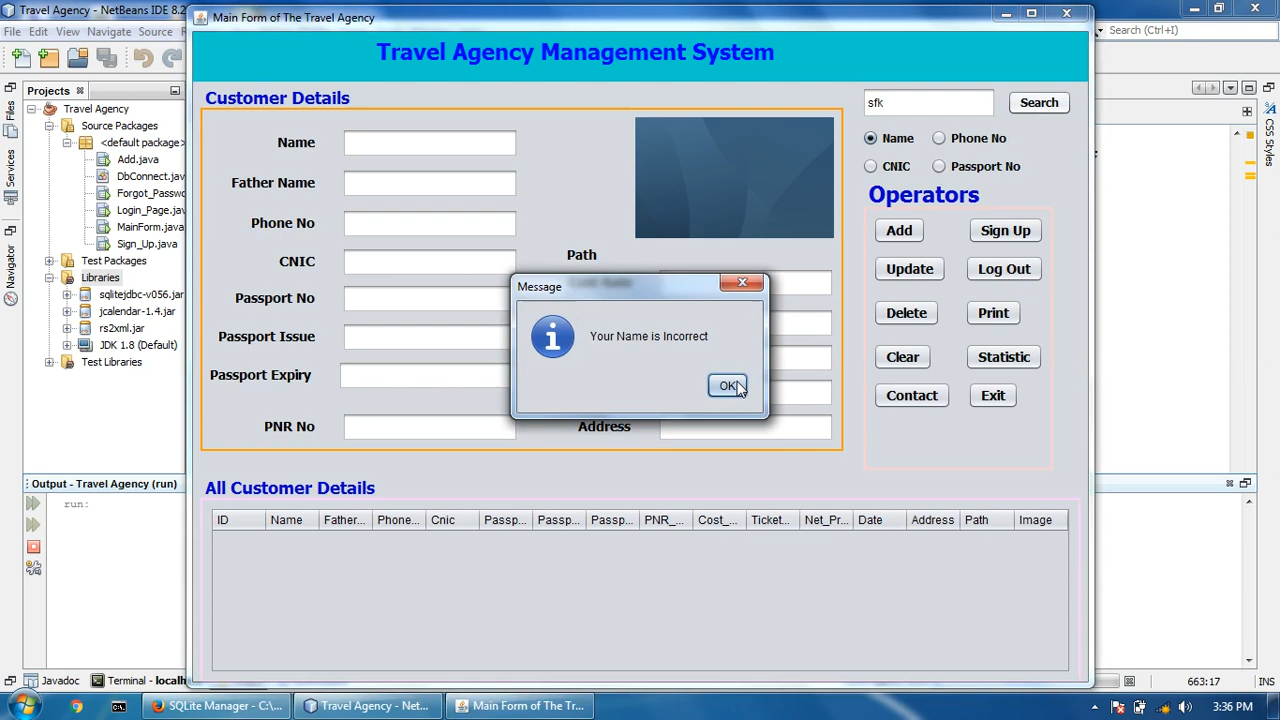 Travel Agency - NetBeans IDE 8.2
Main Form of The Travel Agency
File Edit View Navigate Source
Search (Ctrl+I)
Travel Agency Management System
Projects
Files
Services
Navigator
Travel Agency
Source Packages
<default package>
Add.java
DbConnect.java
Forgot_Passwo
Login_Page.jav
MainForm.java
Sign_Up.java
Test Packages
Libraries
sqlitejdbc-v056.jar
jcalendar-1.4.jar
rs2xml.jar
JDK 1.8 (Default)
Test Libraries
CSS Styles
Customer Details
sfk
Search
Name
Phone No
CNIC
Passport No
Name
Father Name
Phone No
CNIC
Passport No
Passport Issue
Passport Expiry
PNR No
Path
Address
Operators
Add
Sign Up
Update
Log Out
Delete
Print
Clear
Statistic
Contact
Exit
Message
Your Name is Incorrect
OK
Output - Travel Agency (run)
run:
All Customer Details
ID Name Father... Phone... Cnic Passp... Passp... Passp... PNR_... Cost_... Ticket... Net_Pr... Date Address Path Image
Javadoc
Terminal - localh
663:17
INS
SQLite Manager - C:\...
Travel Agency - Net...
Main Form of The Tr...
3:36 PM